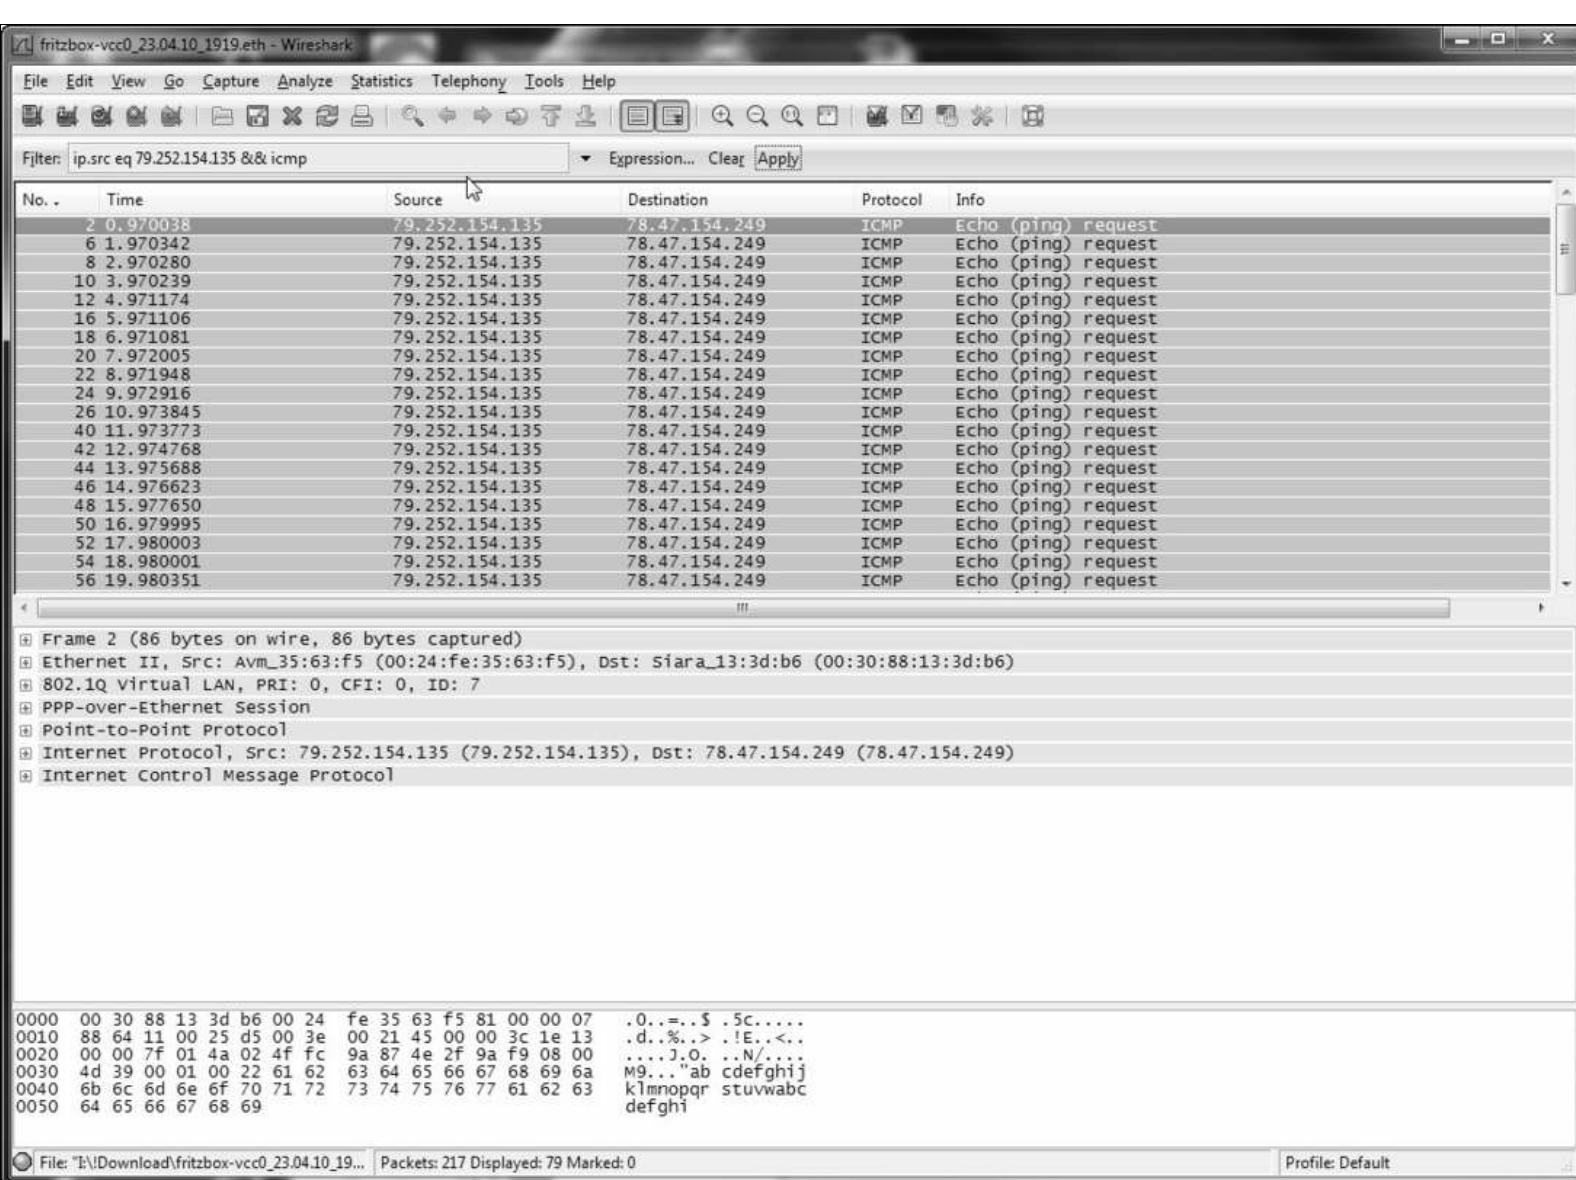 fritzbox-vcc0_23.04.10_1919.eth - Wireshark
File Edit View Go Capture Analyze Statistics Telephony Tools Help
Filter: ip.src eq 79.252.154.135 && icmp Expression... Clear Apply
No. . Time Source Destination Protocol Info
2 0.970038 79.252.154.135 78.47.154.249 ICMP Echo (ping) request
6 1.970342 79.252.154.135 78.47.154.249 ICMP Echo (ping) request
8 2.970280 79.252.154.135 78.47.154.249 ICMP Echo (ping) request
10 3.970239 79.252.154.135 78.47.154.249 ICMP Echo (ping) request
12 4.971174 79.252.154.135 78.47.154.249 ICMP Echo (ping) request
16 5.971106 79.252.154.135 78.47.154.249 ICMP Echo (ping) request
18 6.971081 79.252.154.135 78.47.154.249 ICMP Echo (ping) request
20 7.972005 79.252.154.135 78.47.154.249 ICMP Echo (ping) request
22 8.971948 79.252.154.135 78.47.154.249 ICMP Echo (ping) request
24 9.972916 79.252.154.135 78.47.154.249 ICMP Echo (ping) request
26 10.973845 79.252.154.135 78.47.154.249 ICMP Echo (ping) request
40 11.973773 79.252.154.135 78.47.154.249 ICMP Echo (ping) request
42 12.974768 79.252.154.135 78.47.154.249 ICMP Echo (ping) request
44 13.975688 79.252.154.135 78.47.154.249 ICMP Echo (ping) request
46 14.976623 79.252.154.135 78.47.154.249 ICMP Echo (ping) request
48 15.977650 79.252.154.135 78.47.154.249 ICMP Echo (ping) request
50 16.979995 79.252.154.135 78.47.154.249 ICMP Echo (ping) request
52 17.980003 79.252.154.135 78.47.154.249 ICMP Echo (ping) request
54 18.980001 79.252.154.135 78.47.154.249 ICMP Echo (ping) request
56 19.980351 79.252.154.135 78.47.154.249 ICMP Echo (ping) request
Frame 2 (86 bytes on wire, 86 bytes captured)
Ethernet II, Src: Avm_35:63:f5 (00:24:fe:35:63:f5), Dst: Siara_13:3d:b6 (00:30:88:13:3d:b6)
802.1Q Virtual LAN, PRI: 0, CFI: 0, ID: 7
PPP-over-Ethernet Session
Point-to-Point Protocol
Internet Protocol, Src: 79.252.154.135 (79.252.154.135), Dst: 78.47.154.249 (78.47.154.249)
Internet Control Message Protocol
0000 00 30 88 13 3d b6 00 24 fe 35 63 f5 81 00 00 07 .0..=..$ .5c.....
0010 88 64 11 00 25 d5 00 3e 00 21 45 00 00 3c 1e 13 .d..%..> .!E..<..
0020 00 00 7f 01 4a 02 4f fc 9a 87 4e 2f 9a f9 08 00 ....J.O. ..N/....
0030 4d 39 00 01 00 22 61 62 63 64 65 66 67 68 69 6a M9..."ab cdefghij
0040 6b 6c 6d 6e 6f 70 71 72 73 74 75 76 77 61 62 63 klmnopqr stuvwabc
0050 64 65 66 67 68 69 defghi
File: "I:\!Download\fritzbox-vcc0_23.04.10_19... Packets: 217 Displayed: 79 Marked: 0 Profile: Default